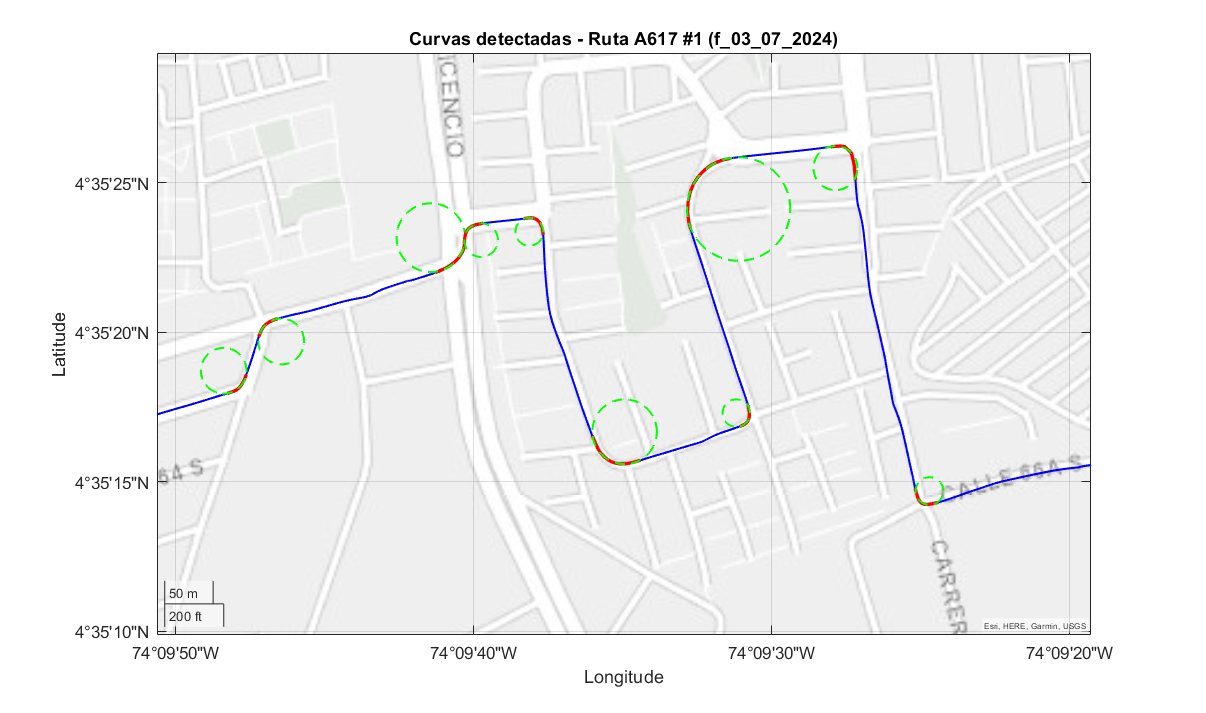 Curvas detectadas - Ruta A617 #1 (f_03_07_2024)
ICENCIO
4°35'25"N
4°35'20"N
Latitude
64 S
4°35'15"N
CALLE 66A S
CARRER
50 m
200 ft
Esri, HERE, Garmin, USGS
4°35'10"N
74°09'50"W
74°09'40"W
74°09'30"W
74°09'20"W
Longitude